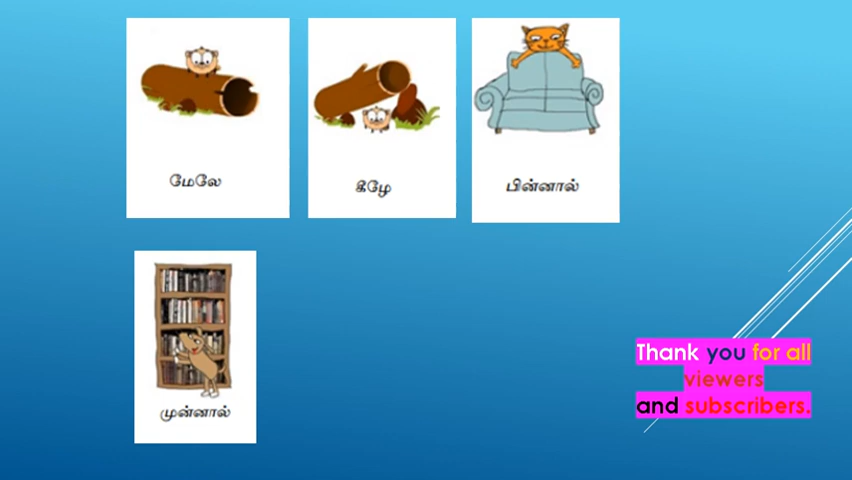 மேலே
கீழே
பின்னால்
முன்னால்
Thank you for all
viewers
and subscribers.